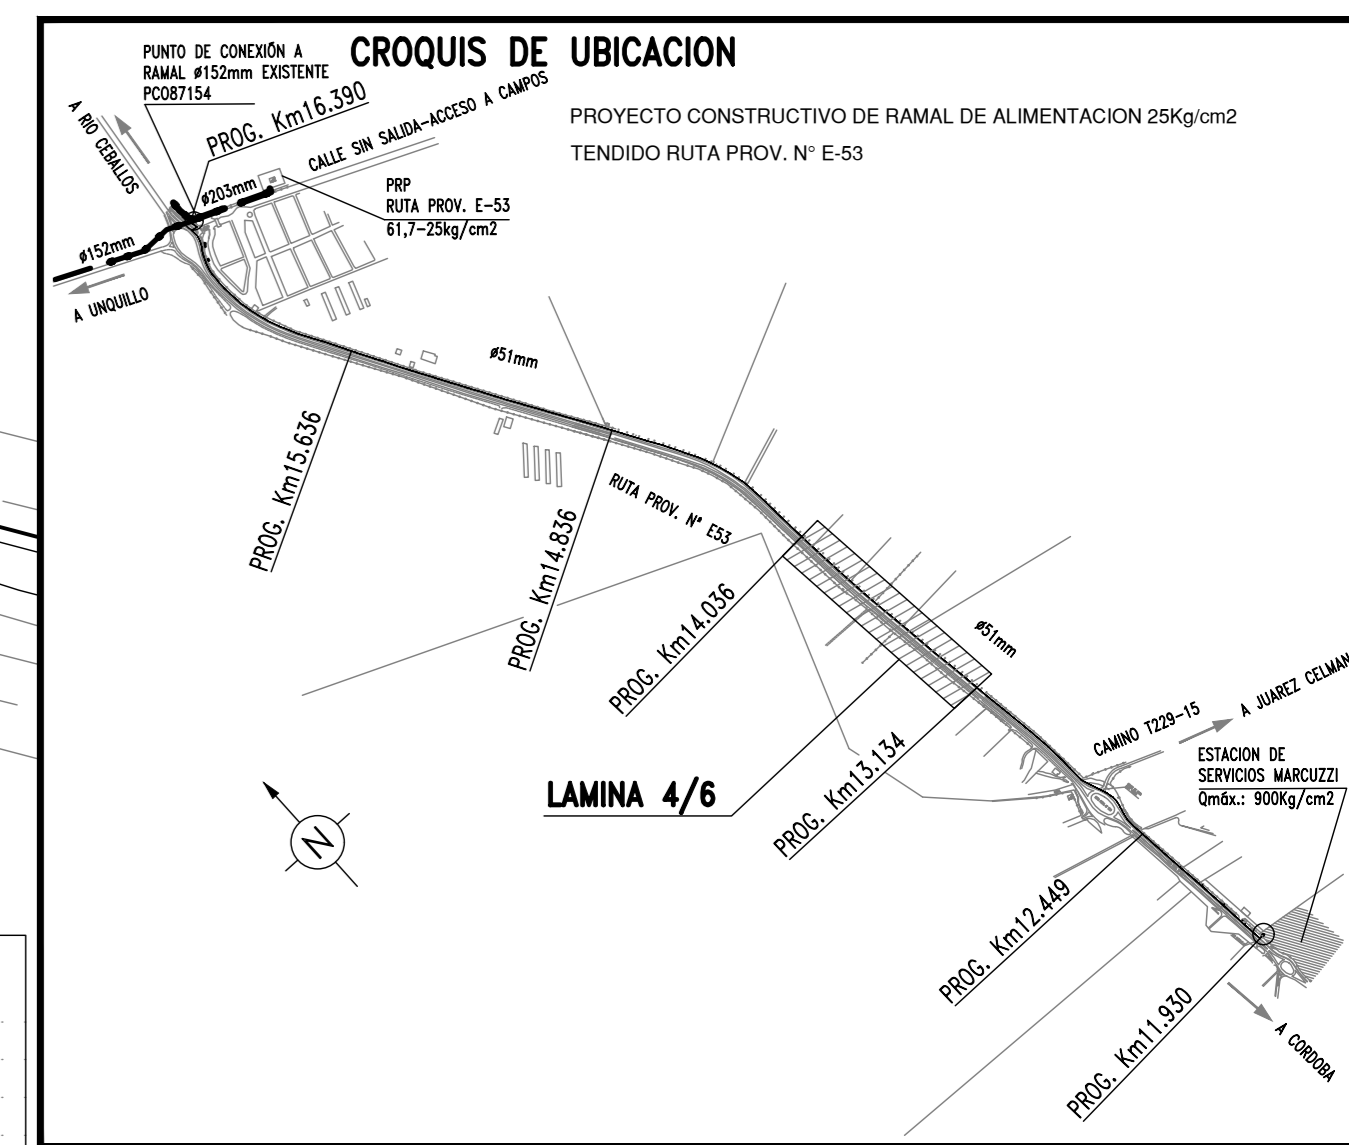 CROQUIS DE UBICACION
PUNTO DE CONEXIÓN A
RAMAL ø152mm EXISTENTE
PC087154
PROYECTO CONSTRUCTIVO DE RAMAL DE ALIMENTACION 25Kg/cm2
TENDIDO RUTA PROV. N° E-53
A RIO CEBALLOS
PROG. Km16.390
CALLE SIN SALIDA-ACCESO A CAMPOS
ø203mm
PRP
RUTA PROV. E-53
61,7-25kg/cm2
ø152mm
A UNQUILLO
ø51mm
PROG. Km15.636
PROG. Km14.836
RUTA PROV. Nº E53
PROG. Km14.036
ø51mm
LAMINA 4/6
PROG. Km13.134
CAMINO T229-15
A JUAREZ CELMAN
ESTACION DE
SERVICIOS MARCUZZI
Qmáx.: 900Kg/cm2
N
PROG. Km12.449
PROG. Km11.930
A CORDOBA